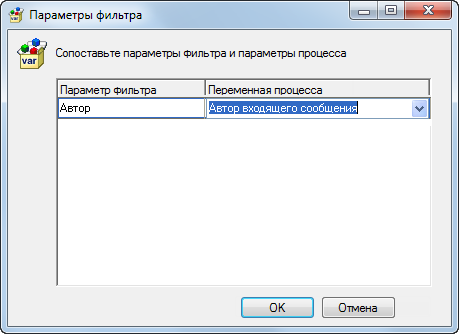 Параметры фильтра
var
Сопоставьте параметры фильтра и параметры процесса
Параметр фильтра Переменная процесса
Автор Автор входящего сообщения
OK Отмена